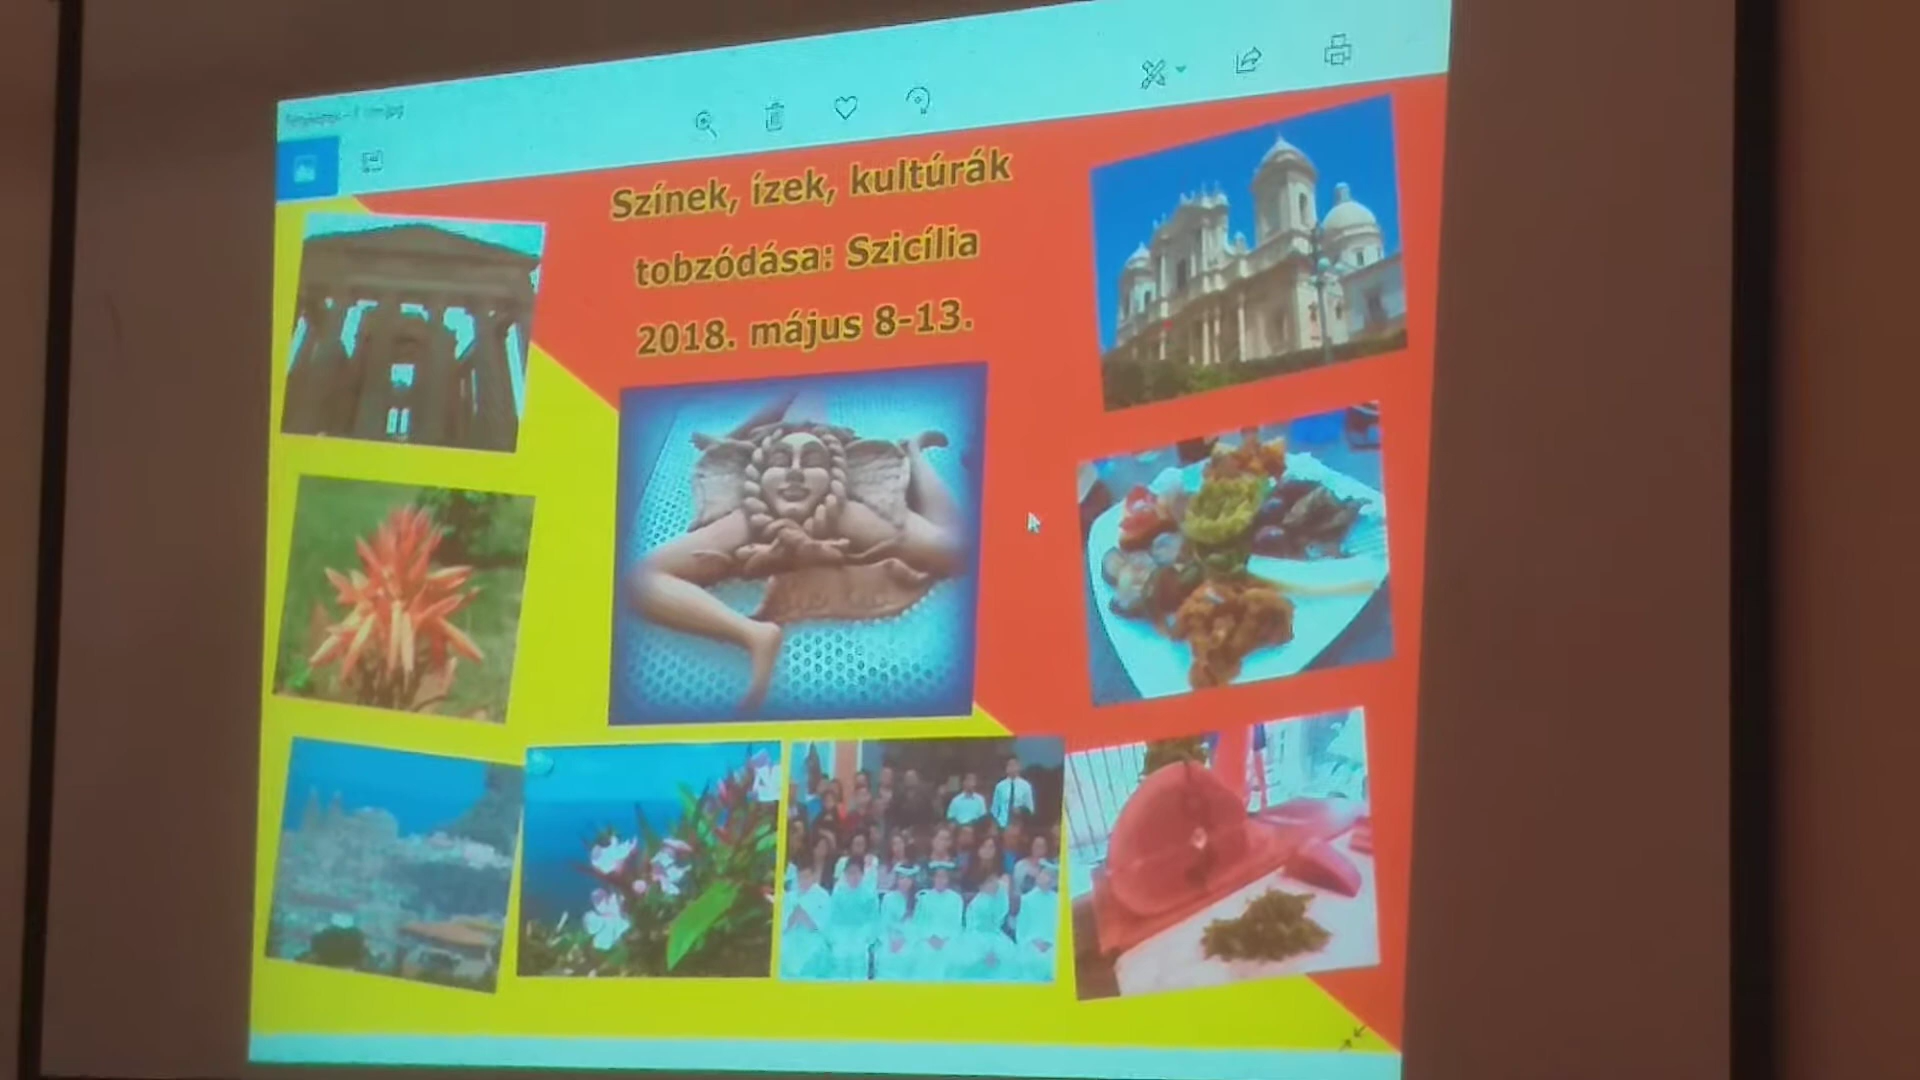 Színek, ízek, kultúrák
tobzódása: Szicília
2018. május 8-13.